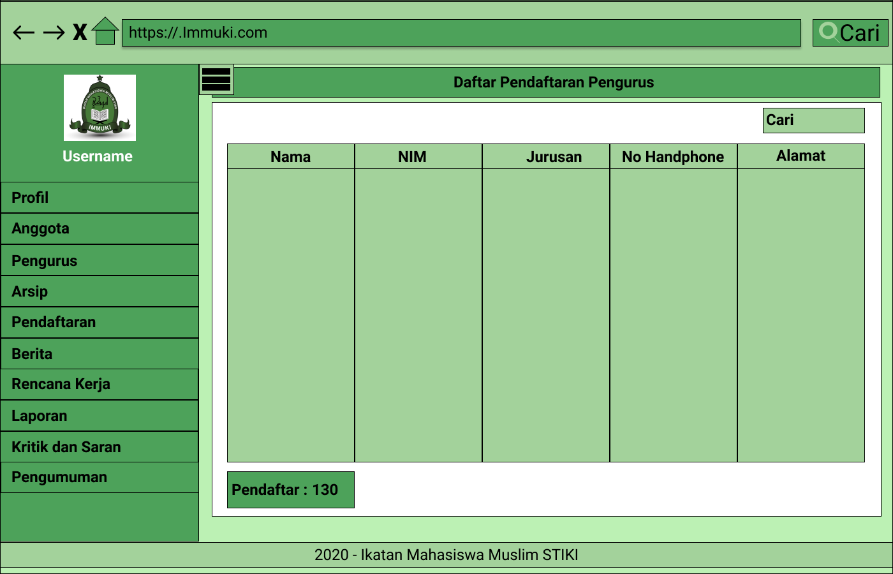 X https://.Immuki.com Cari
IMMUKI
Username
Profil
Anggota
Pengurus
Arsip
Pendaftaran
Berita
Rencana Kerja
Laporan
Kritik dan Saran
Pengumuman
Daftar Pendaftaran Pengurus
Cari
Nama NIM Jurusan No Handphone Alamat
Pendaftar : 130
2020 - Ikatan Mahasiswa Muslim STIKI